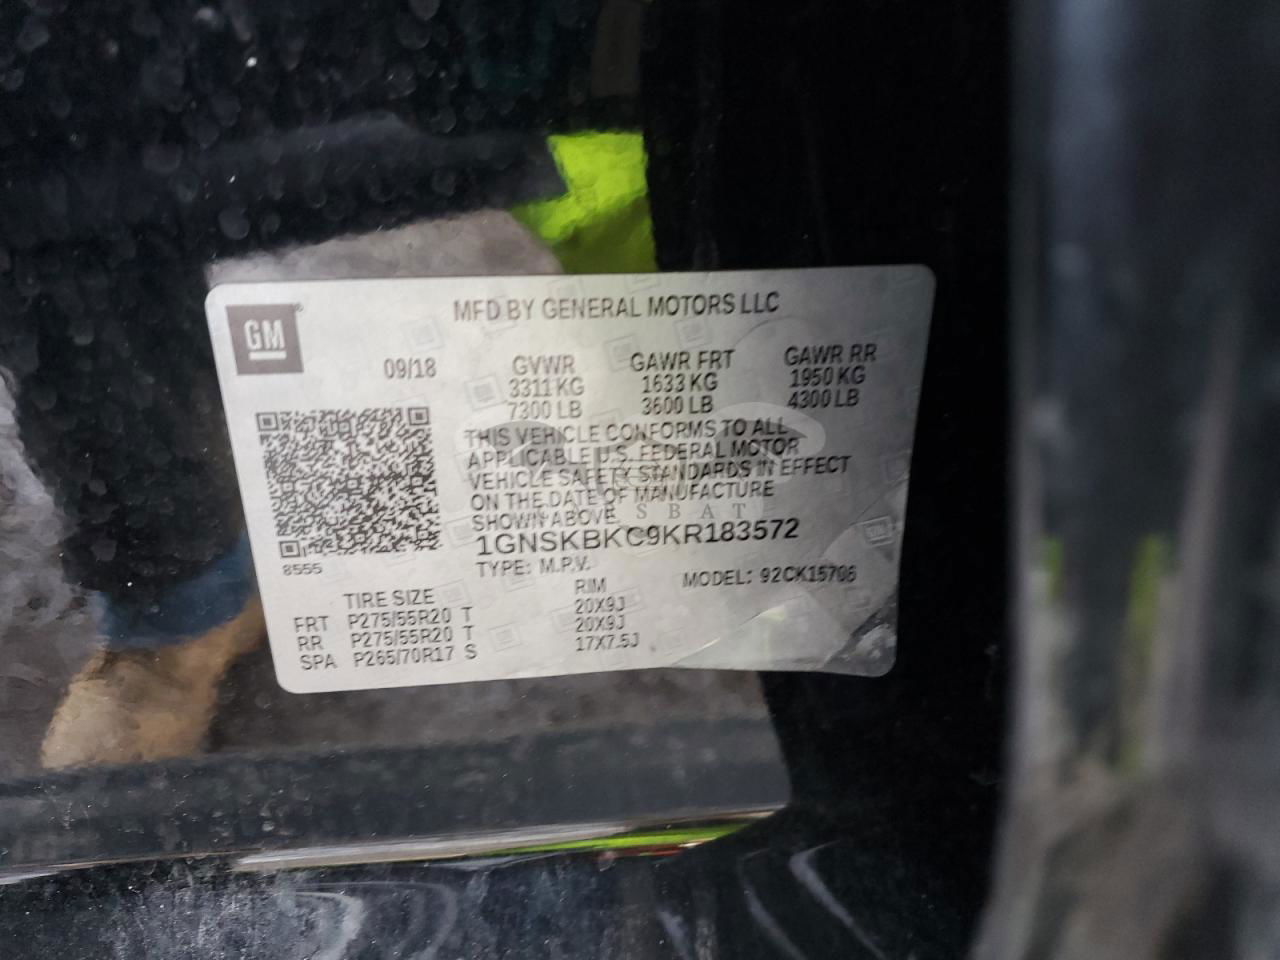 GM
MFD BY GENERAL MOTORS LLC
09/18 GVWR GAWR FRT GAWR RR
3311 KG 1633 KG 1950 KG
7300 LB 3600 LB 4300 LB
THIS VEHICLE CONFORMS TO ALL
APPLICABLE U.S. FEDERAL MOTOR
VEHICLE SAFETY STANDARDS IN EFFECT
ON THE DATE OF MANUFACTURE
SHOWN ABOVE.
1GNSKBKC9KR183572
8555
TYPE: M.P.V. MODEL: 92CK15706
TIRE SIZE RIM
FRT P275/55R20 T 20X9J
RR P275/55R20 T 20X9J
SPA P265/70R17 S 17X7.5J